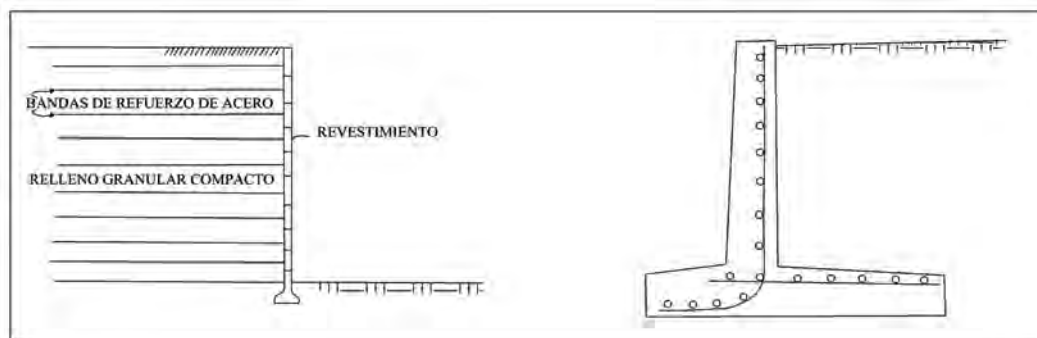 BANDAS DE REFUERZO DE ACERO
REVESTIMIENTO
RELLENO GRANULAR COMPACTO